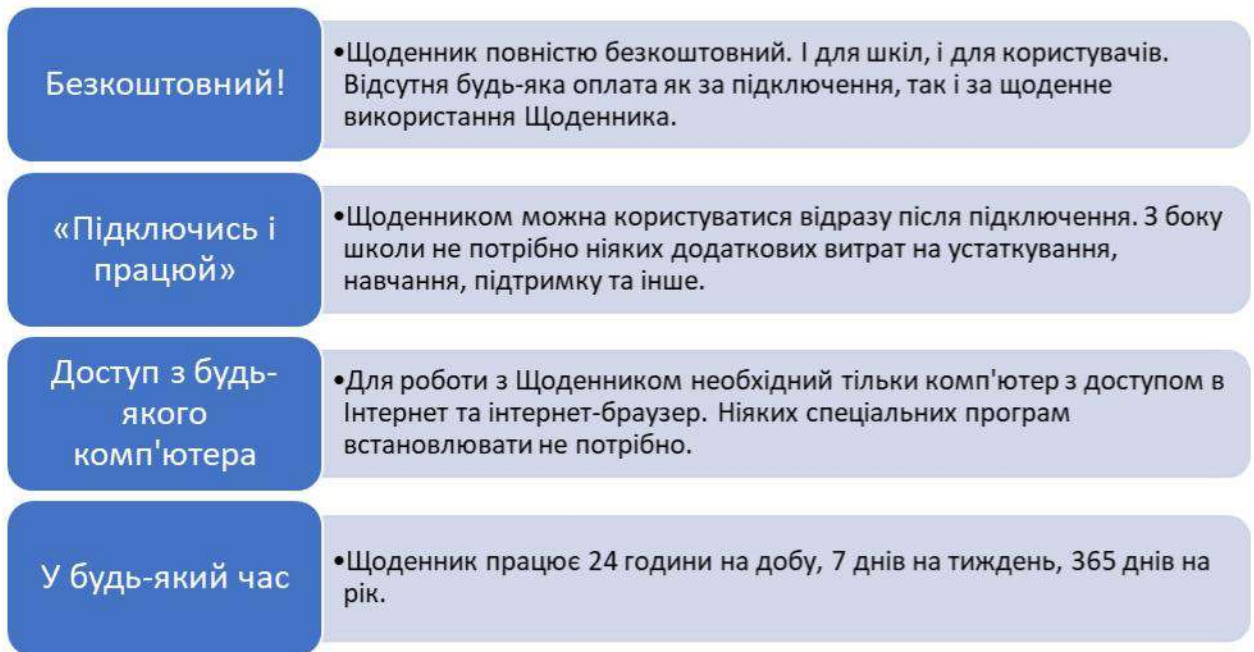 Безкоштовний!
•Щоденник повністю безкоштовний. І для шкіл, і для користувачів.
Відсутня будь-яка оплата як за підключення, так і за щоденне
використання Щоденника.
«Підключись і
працюй»
•Щоденником можна користуватися відразу після підключення. З боку
школи не потрібно ніяких додаткових витрат на устаткування,
навчання, підтримку та інше.
Доступ з будь-
якого
комп'ютера
•Для роботи з Щоденником необхідний тільки комп'ютер з доступом в
Інтернет та інтернет-браузер. Ніяких спеціальних програм
встановлювати не потрібно.
У будь-який час
•Щоденник працює 24 години на добу, 7 днів на тиждень, 365 днів на
рік.